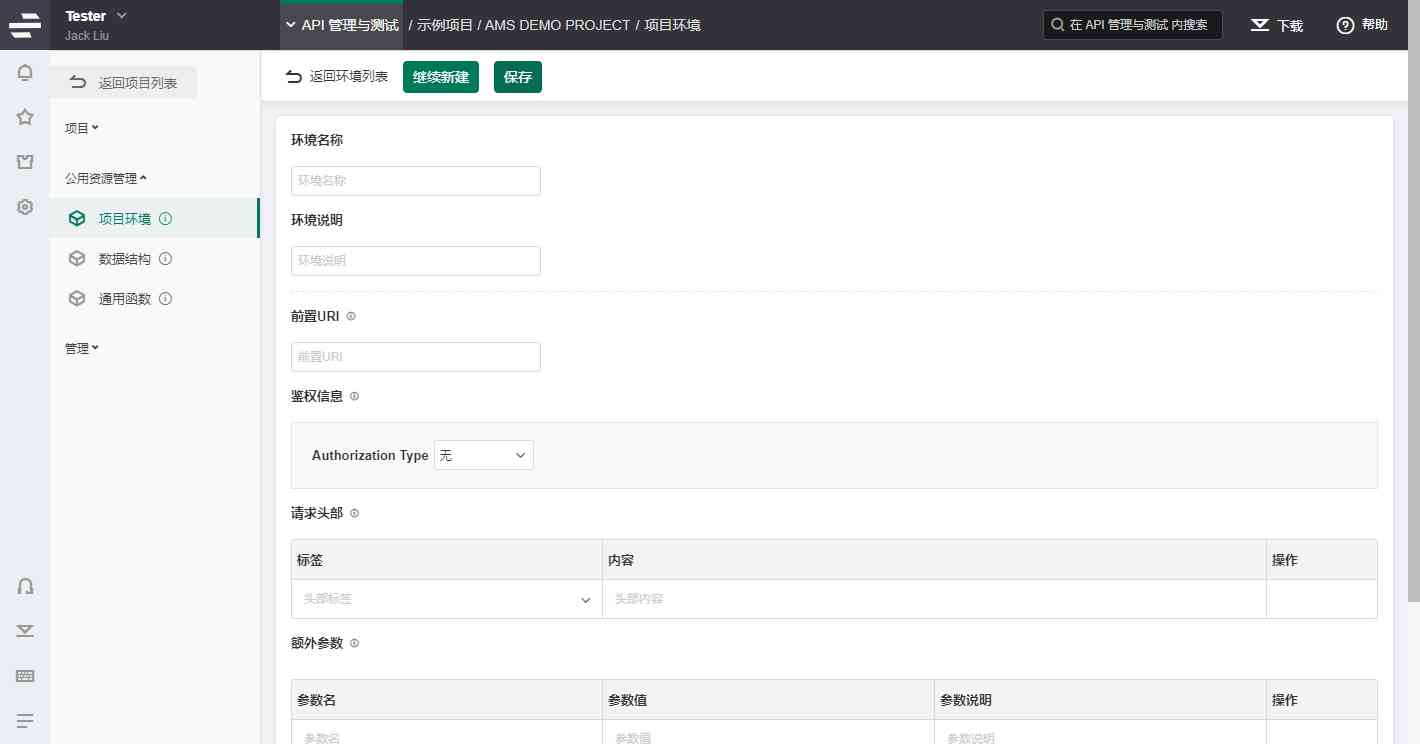 Tester
Jack Liu
API 管理与测试 / 示例项目 / AMS DEMO PROJECT / 项目环境
在 API 管理与测试 内搜索
下载
帮助
返回项目列表
项目
公用资源管理
项目环境
数据结构
通用函数
管理
返回环境列表
继续新建
保存
环境名称
环境名称
环境说明
环境说明
前置URI
前置URI
鉴权信息
Authorization Type 无
请求头部
标签 内容 操作
头部标签 头部内容
额外参数
参数名 参数值 参数说明 操作
参数名 参数值 参数说明